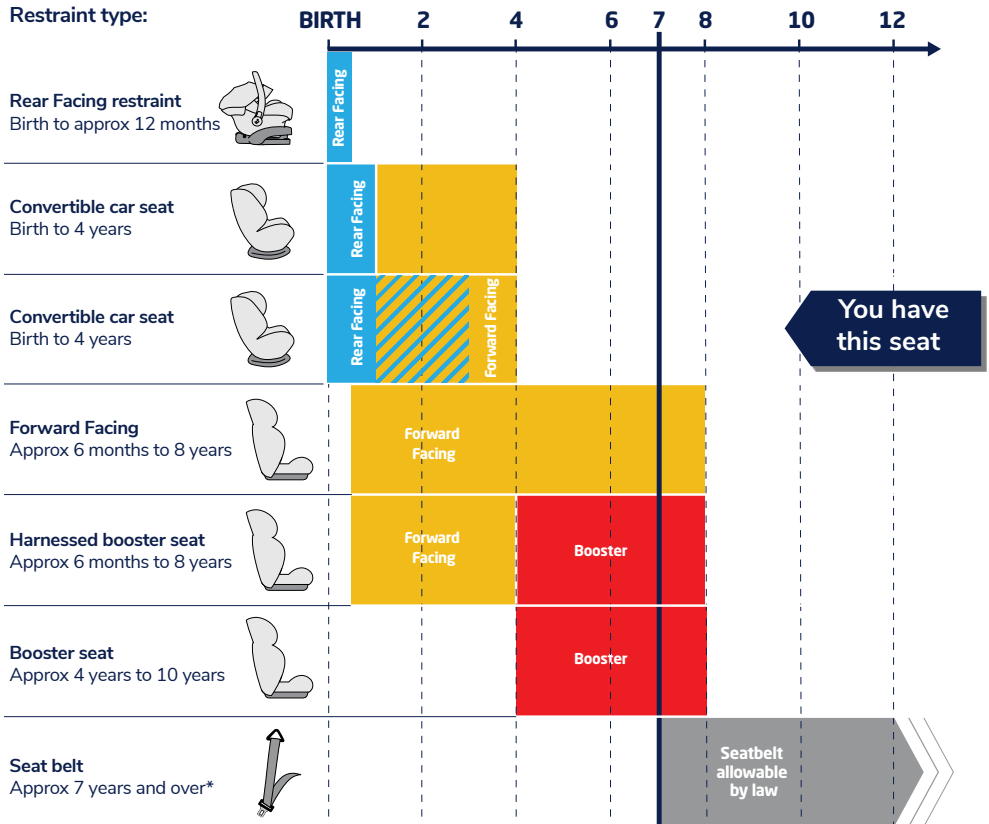 Restraint type:
BIRTH 2 4 6 7 8 10 12
Rear Facing restraint
Birth to approx 12 months
Rear Facing
Convertible car seat
Birth to 4 years
Rear Facing
Convertible car seat
Birth to 4 years
Rear Facing
Forward Facing
You have
this seat
Forward Facing
Approx 6 months to 8 years
Forward
Facing
Harnessed booster seat
Approx 6 months to 8 years
Forward
Facing
Booster
Booster seat
Approx 4 years to 10 years
Booster
Seat belt
Approx 7 years and over*
Seatbelt
allowable
by law